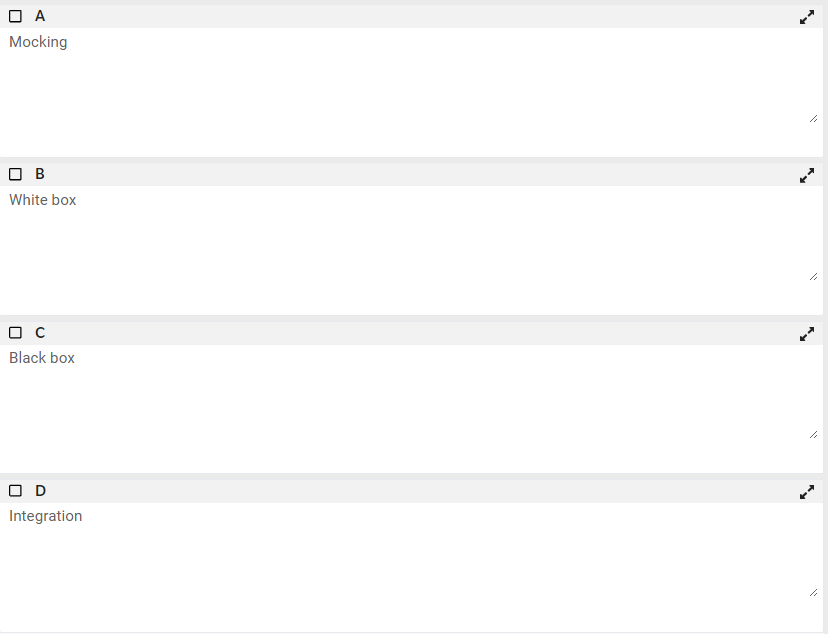 A
Mocking
B
White box
C
Black box
D
Integration